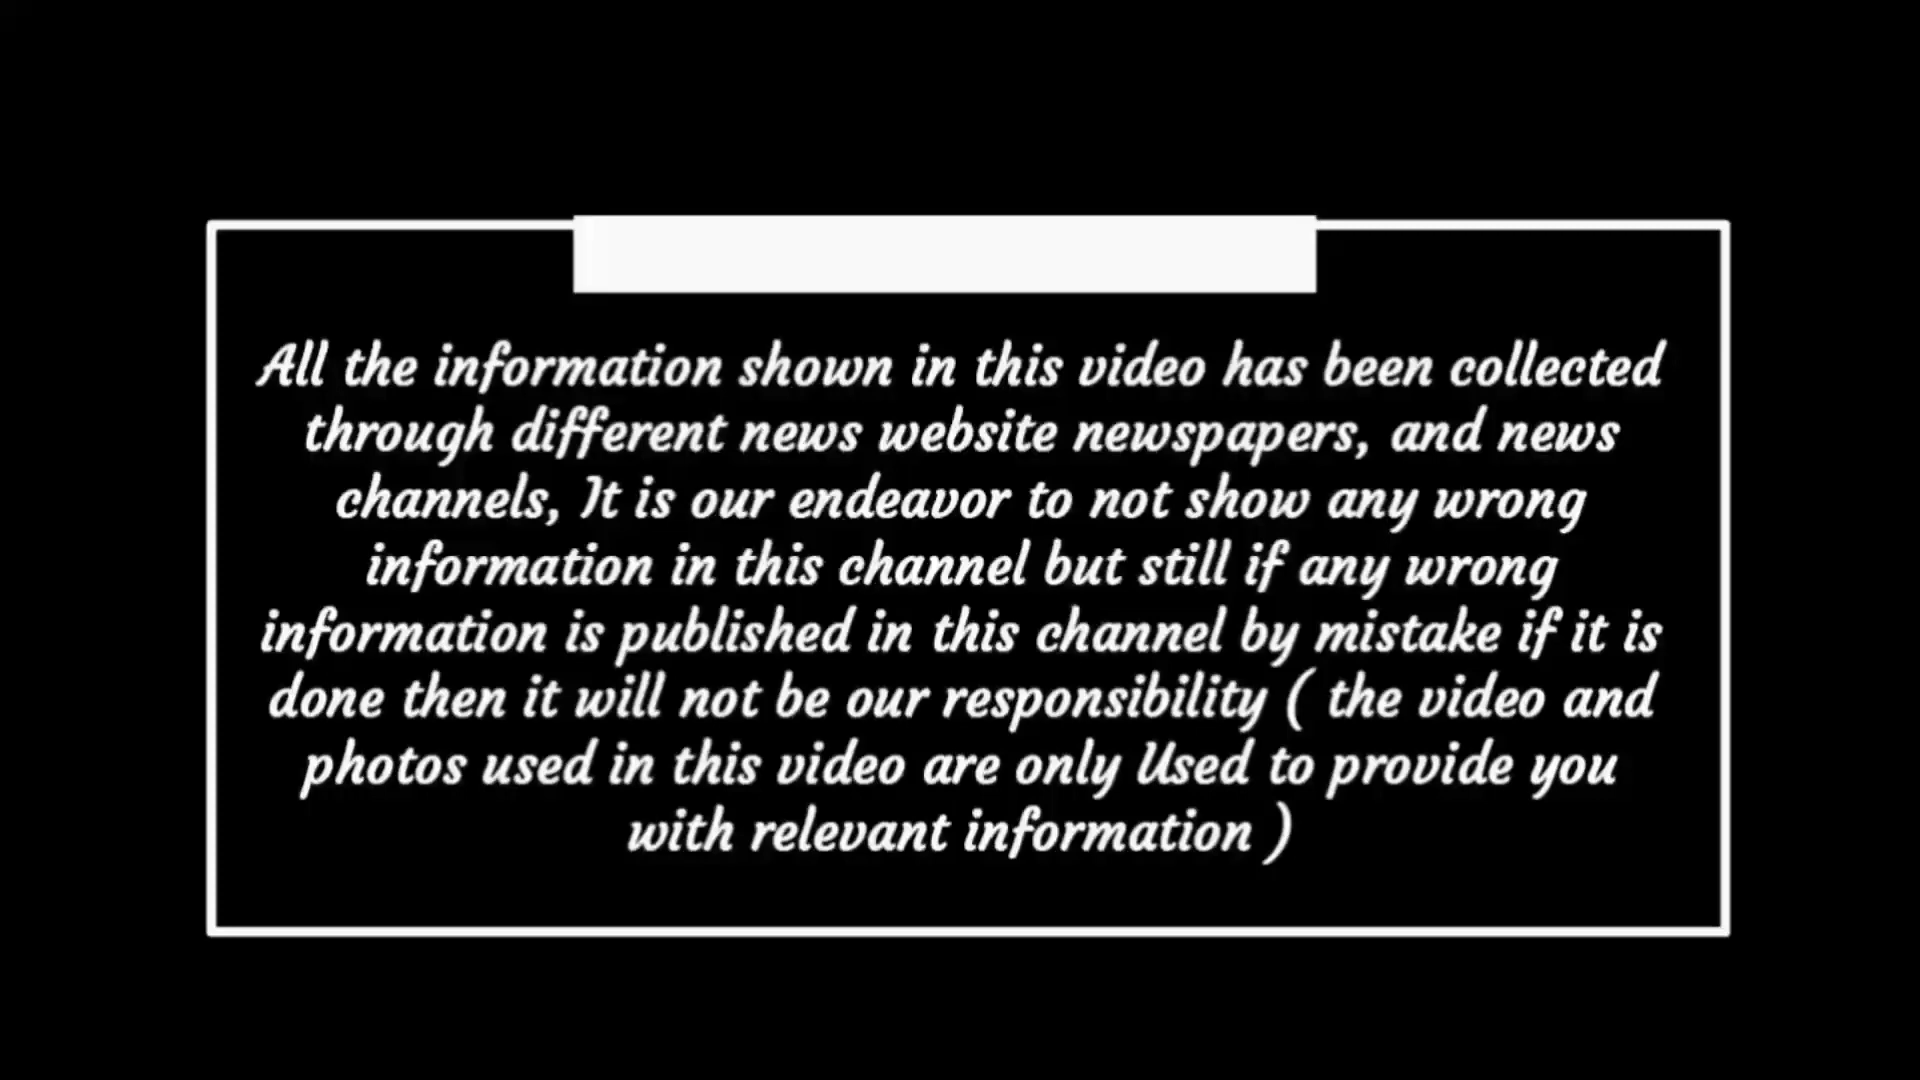 All the information shown in this video has been collected
through different news website newspapers, and news
channels, It is our endeavor to not show any wrong
information in this channel but still if any wrong
information is published in this channel by mistake if it is
done then it will not be our responsibility ( the video and
photos used in this video are only Used to provide you
with relevant information )